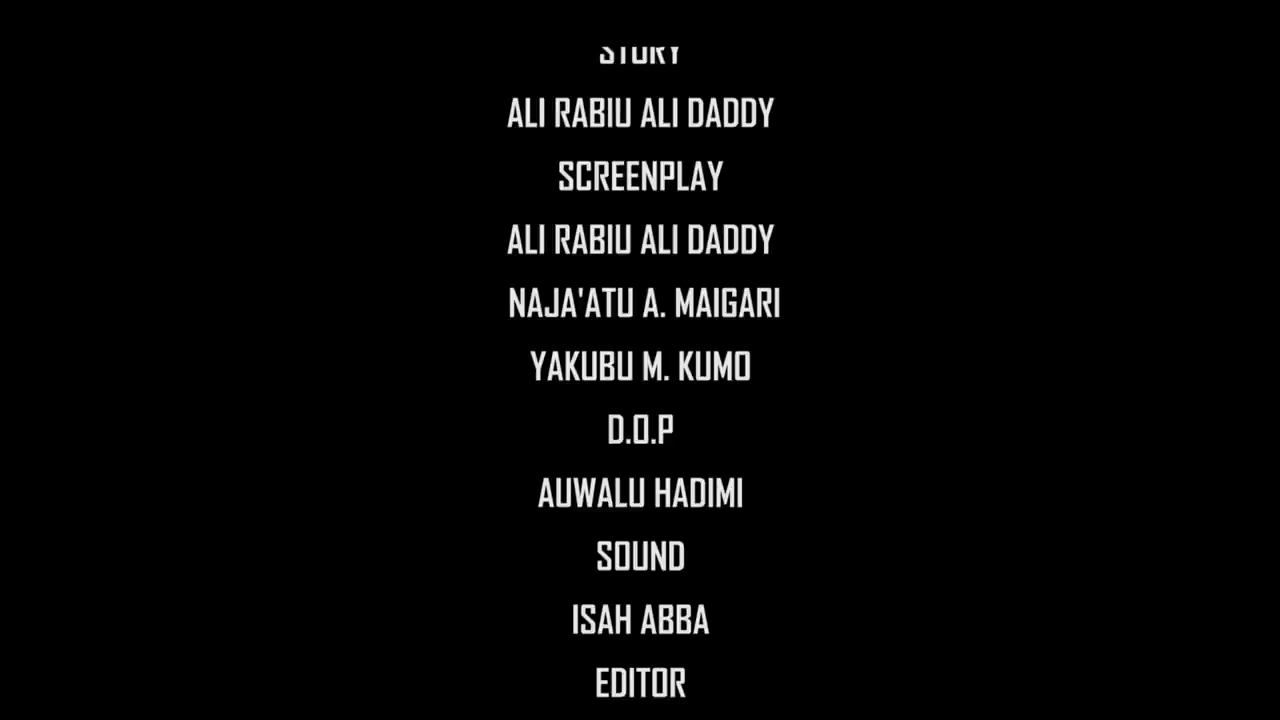 STORY
ALI RABIU ALI DADDY
SCREENPLAY
ALI RABIU ALI DADDY
NAJA'ATU A. MAIGARI
YAKUBU M. KUMO
D.O.P
AUWALU HADIMI
SOUND
ISAH ABBA
EDITOR